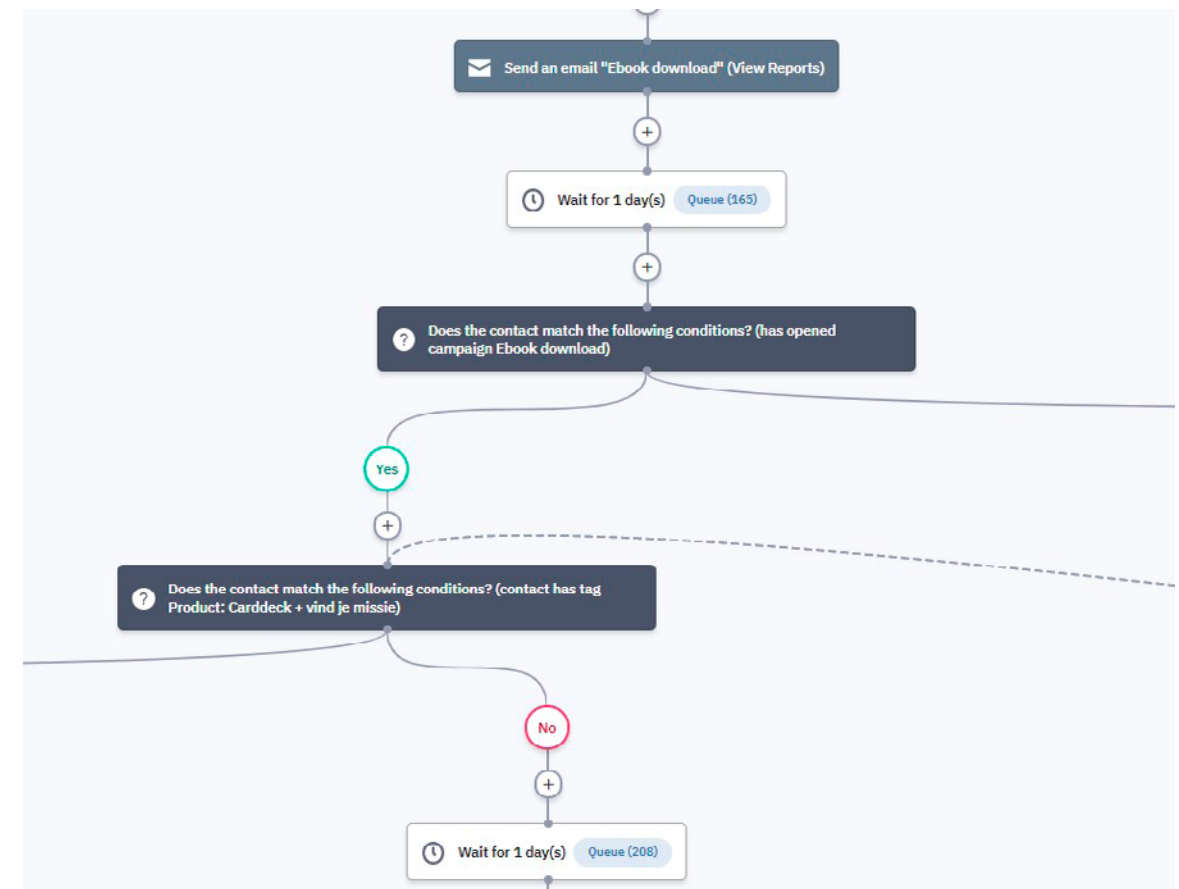 Send an email "Ebook download" (View Reports)
+
Wait for 1 day(s) Queue (165)
+
? Does the contact match the following conditions? (has opened
campaign Ebook download)
Yes
+
? Does the contact match the following conditions? (contact has tag
Product: Carddeck + vind je missie)
No
+
Wait for 1 day(s) Queue (208)